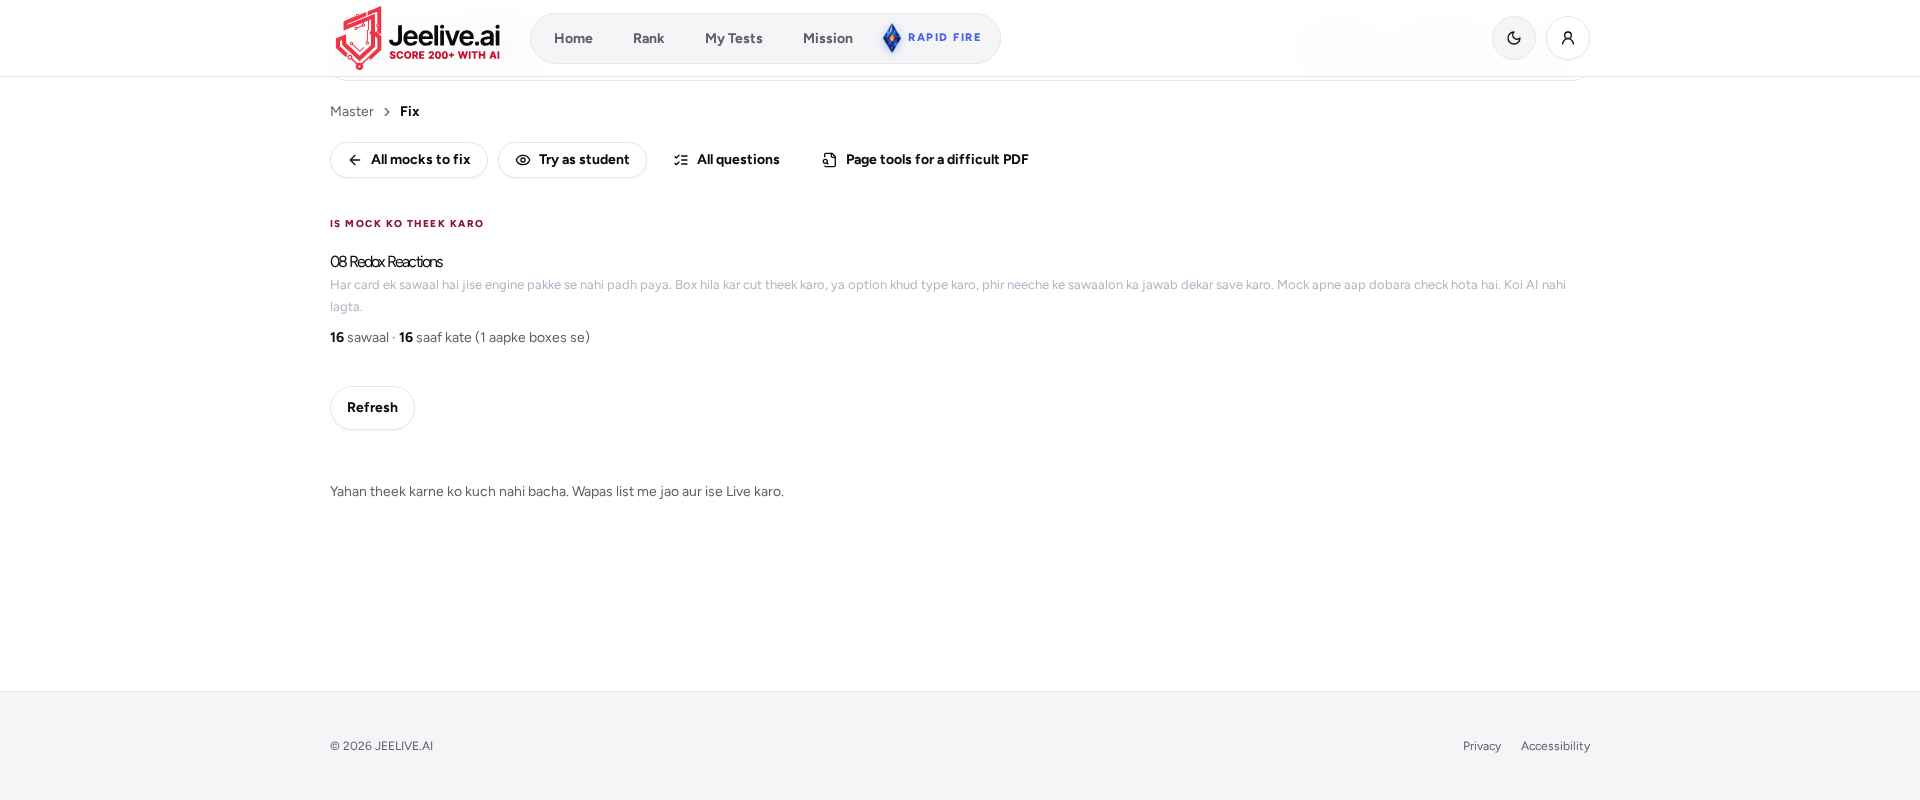 Jeelive.ai
SCORE 200+ WITH AI
Home
Rank
My Tests
Mission
RAPID FIRE
Master > Fix
All mocks to fix
Try as student
All questions
Page tools for a difficult PDF
IS MOCK KO THEEK KARO
08 Redox Reactions
Har card ek sawaal hai jise engine pakke se nahi padh paya. Box hila kar cut theek karo, ya option khud type karo, phir neeche ke sawaalon ka jawab dekar save karo. Mock apne aap dobara check hota hai. Koi AI nahi
lagta.
16 sawaal · 16 saaf kate (1 aapke boxes se)
Refresh
Yahan theek karne ko kuch nahi bacha. Wapas list me jao aur ise Live karo.
© 2026 JEELIVE.AI
Privacy
Accessibility